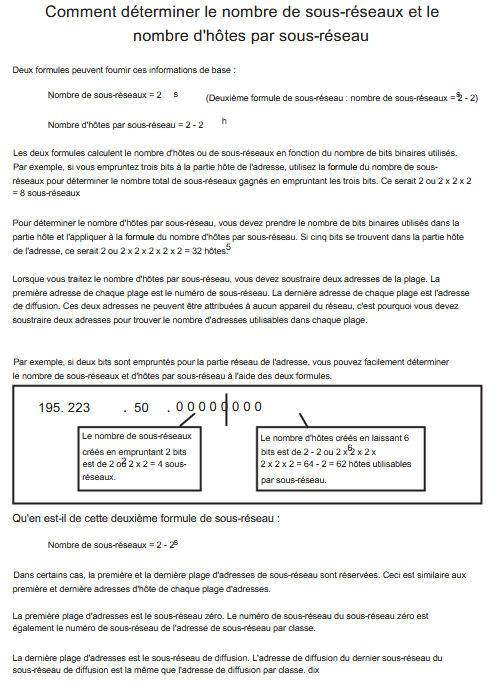 Comment déterminer le nombre de sous-réseaux et le
nombre d'hôtes par sous-réseau
Deux formules peuvent fournir ces informations de base :
Nombre de sous-réseaux = 2 s (Deuxième formule de sous-réseau : nombre de sous-réseaux = 2 - 2) s
Nombre d'hôtes par sous-réseau = 2 - 2 h
Les deux formules calculent le nombre d'hôtes ou de sous-réseaux en fonction du nombre de bits binaires utilisés.
Par exemple, si vous empruntez trois bits à la partie hôte de l'adresse, utilisez la formule du nombre de sous-
réseaux pour déterminer le nombre total de sous-réseaux gagnés en empruntant les trois bits. Ce serait 2 ou 2 x 2 x 2
= 8 sous-réseaux
Pour déterminer le nombre d'hôtes par sous-réseau, vous devez prendre le nombre de bits binaires utilisés dans la
partie hôte et l'appliquer à la formule du nombre d'hôtes par sous-réseau. Si cinq bits se trouvent dans la partie hôte
de l'adresse, ce serait 2 ou 2 x 2 x 2 x 2 x 2 = 32 hôtes. 5
Lorsque vous traitez le nombre d'hôtes par sous-réseau, vous devez soustraire deux adresses de la plage. La
première adresse de chaque plage est le numéro de sous-réseau. La dernière adresse de chaque plage est l'adresse
de diffusion. Ces deux adresses ne peuvent être attribuées à aucun appareil du réseau, c'est pourquoi vous devez
soustraire deux adresses pour trouver le nombre d'adresses utilisables dans chaque plage.
Par exemple, si deux bits sont empruntés pour la partie réseau de l'adresse, vous pouvez facilement déterminer
le nombre de sous-réseaux et d'hôtes par sous-réseau à l'aide des deux formules.
195. 223 . 50 . 0 0 0 0 0 0 0 0
Le nombre de sous-réseaux
créés en empruntant 2 bits
est de 2 ou 2 x 2 = 4 sous- 2
réseaux.
Le nombre d'hôtes créés en laissant 6
bits est de 2 - 2 ou 2 x 2 x 2 x 6
2 x 2 x 2 = 64 - 2 = 62 hôtes utilisables
par sous-réseau.
Qu'en est-il de cette deuxième formule de sous-réseau :
Nombre de sous-réseaux = 2 - 2 s
Dans certains cas, la première et la dernière plage d'adresses de sous-réseau sont réservées. Ceci est similaire aux
première et dernière adresses d'hôte de chaque plage d'adresses.
La première plage d'adresses est le sous-réseau zéro. Le numéro de sous-réseau du sous-réseau zéro est
également le numéro de sous-réseau de l'adresse de sous-réseau par classe.
La dernière plage d'adresses est le sous-réseau de diffusion. L'adresse de diffusion du dernier sous-réseau du
sous-réseau de diffusion est la même que l'adresse de diffusion par classe. dix